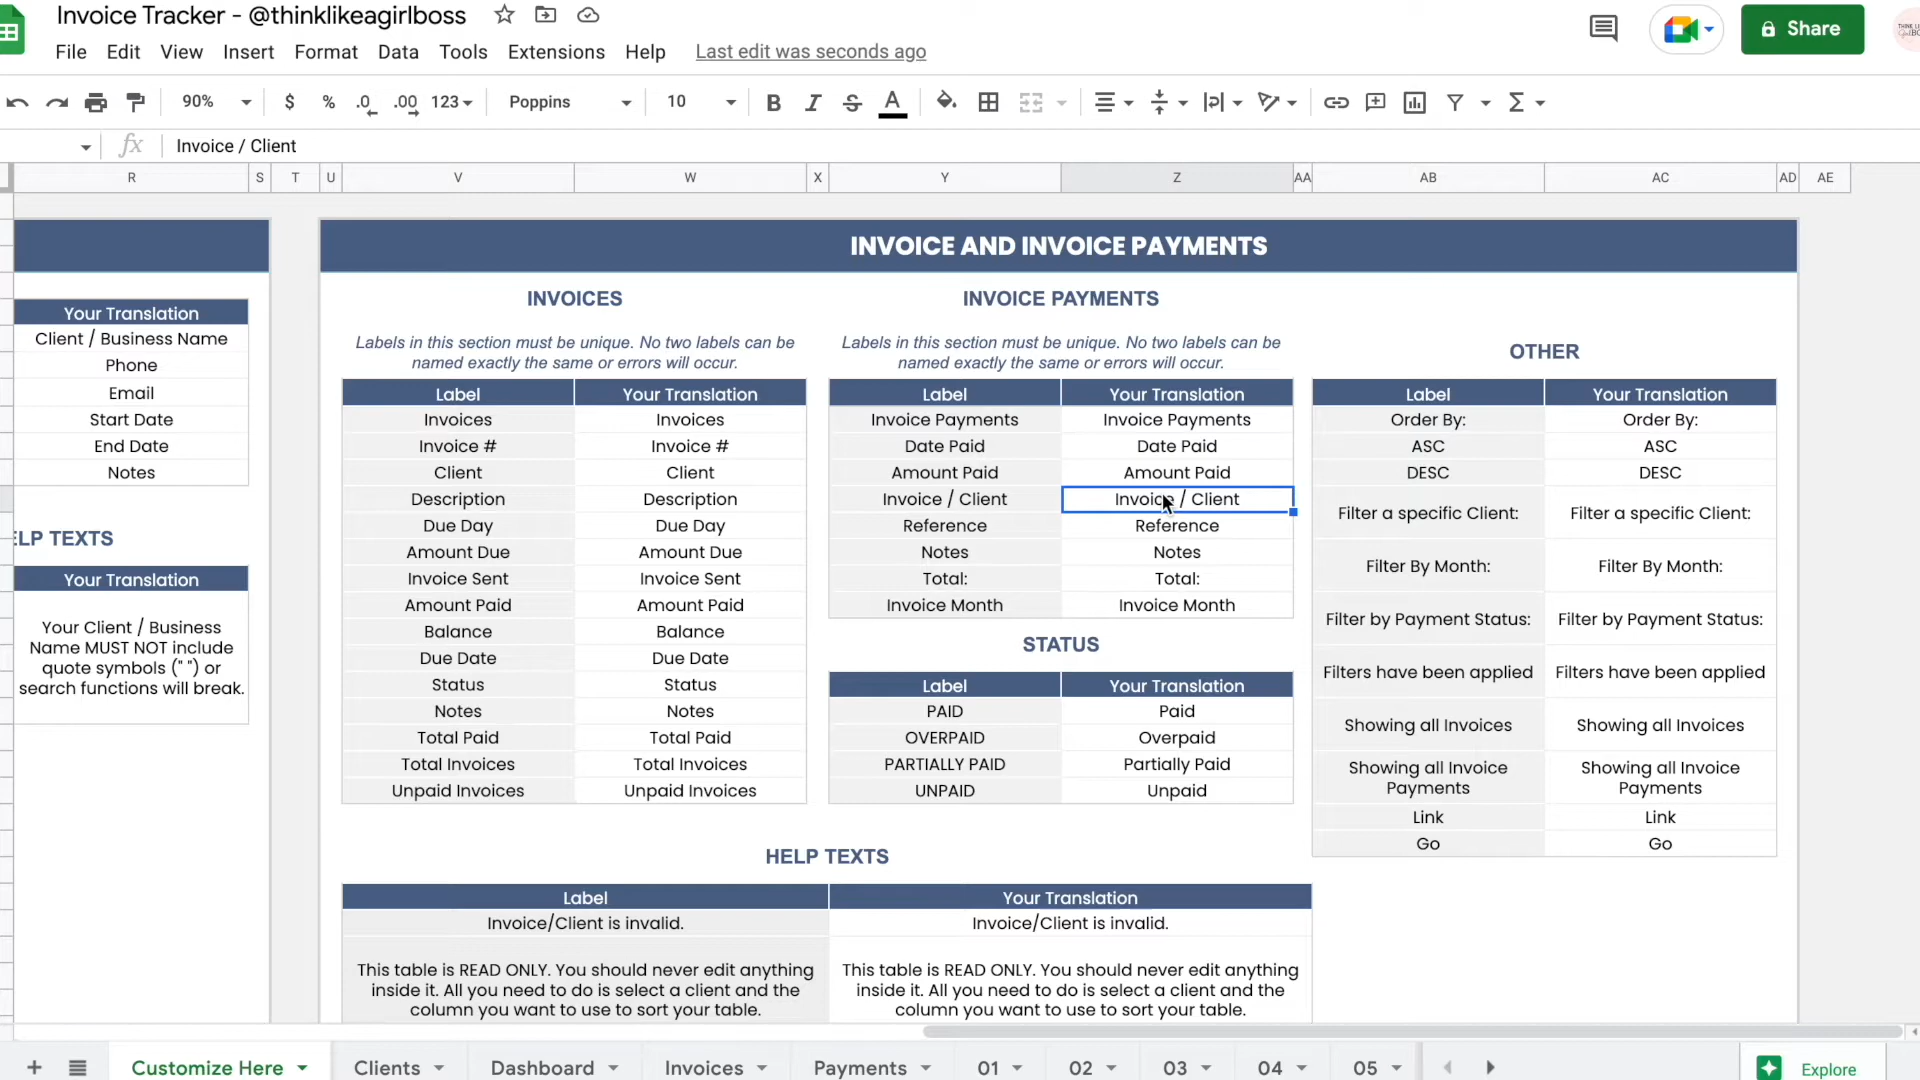 Invoice Tracker - @thinklikeagirlboss
File Edit View Insert Format Data Tools Extensions Help Last edit was seconds ago
Share
90% $ % .0 .00 123 Poppins 10 B I S A
fx Invoice / Client
R S T U V W X Y Z AA AB AC AD AE
INVOICE AND INVOICE PAYMENTS
Your Translation
Client / Business Name
Phone
Email
Start Date
End Date
Notes
ELP TEXTS
Your Translation
Your Client / Business
Name MUST NOT include
quote symbols (" ") or
search functions will break.
INVOICES
Labels in this section must be unique. No two labels can be
named exactly the same or errors will occur.
Label Your Translation
Invoices Invoices
Invoice # Invoice #
Client Client
Description Description
Due Day Due Day
Amount Due Amount Due
Invoice Sent Invoice Sent
Amount Paid Amount Paid
Balance Balance
Due Date Due Date
Status Status
Notes Notes
Total Paid Total Paid
Total Invoices Total Invoices
Unpaid Invoices Unpaid Invoices
INVOICE PAYMENTS
Labels in this section must be unique. No two labels can be
named exactly the same or errors will occur.
Label Your Translation
Invoice Payments Invoice Payments
Date Paid Date Paid
Amount Paid Amount Paid
Invoice / Client Invoice / Client
Reference Reference
Notes Notes
Total: Total:
Invoice Month Invoice Month
STATUS
Label Your Translation
PAID Paid
OVERPAID Overpaid
PARTIALLY PAID Partially Paid
UNPAID Unpaid
OTHER
Label Your Translation
Order By: Order By:
ASC ASC
DESC DESC
Filter a specific Client: Filter a specific Client:
Filter By Month: Filter By Month:
Filter by Payment Status: Filter by Payment Status:
Filters have been applied Filters have been applied
Showing all Invoices Showing all Invoices
Showing all Invoice Showing all Invoice
Payments Payments
Link Link
Go Go
HELP TEXTS
Label Your Translation
Invoice/Client is invalid. Invoice/Client is invalid.
This table is READ ONLY. You should never edit anything This table is READ ONLY. You should never edit anything
inside it. All you need to do is select a client and the inside it. All you need to do is select a client and the
column you want to use to sort your table. column you want to use to sort your table.
Customize Here Clients Dashboard Invoices Payments 01 02 03 04 05 Explore